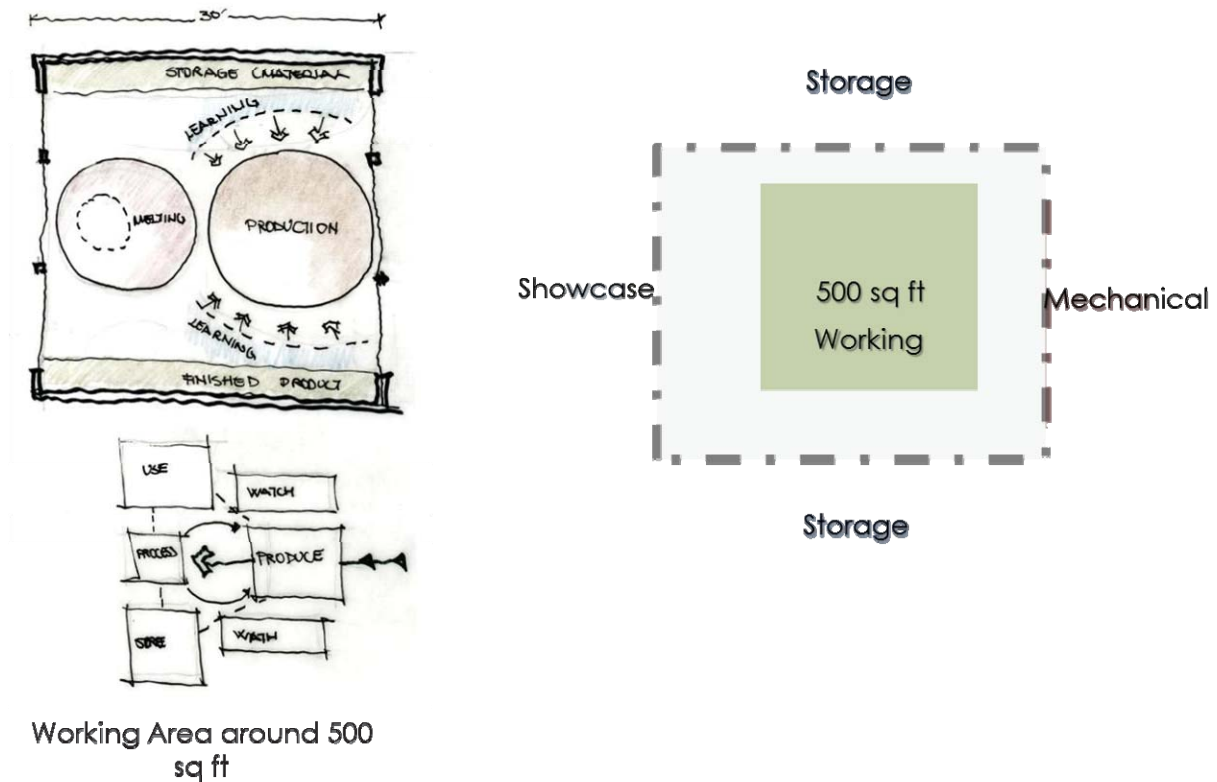 30'
STORAGE (MATERIAL
LEARNING
MELTING
PRODUCTION
LEARNING
FINISHED PRODUCT
USE
WATCH
PROCESS
PRODUCE
STORE
Working Area around 500
sq ft
Storage
Showcase
500 sq ft
Working
Mechanical
Storage